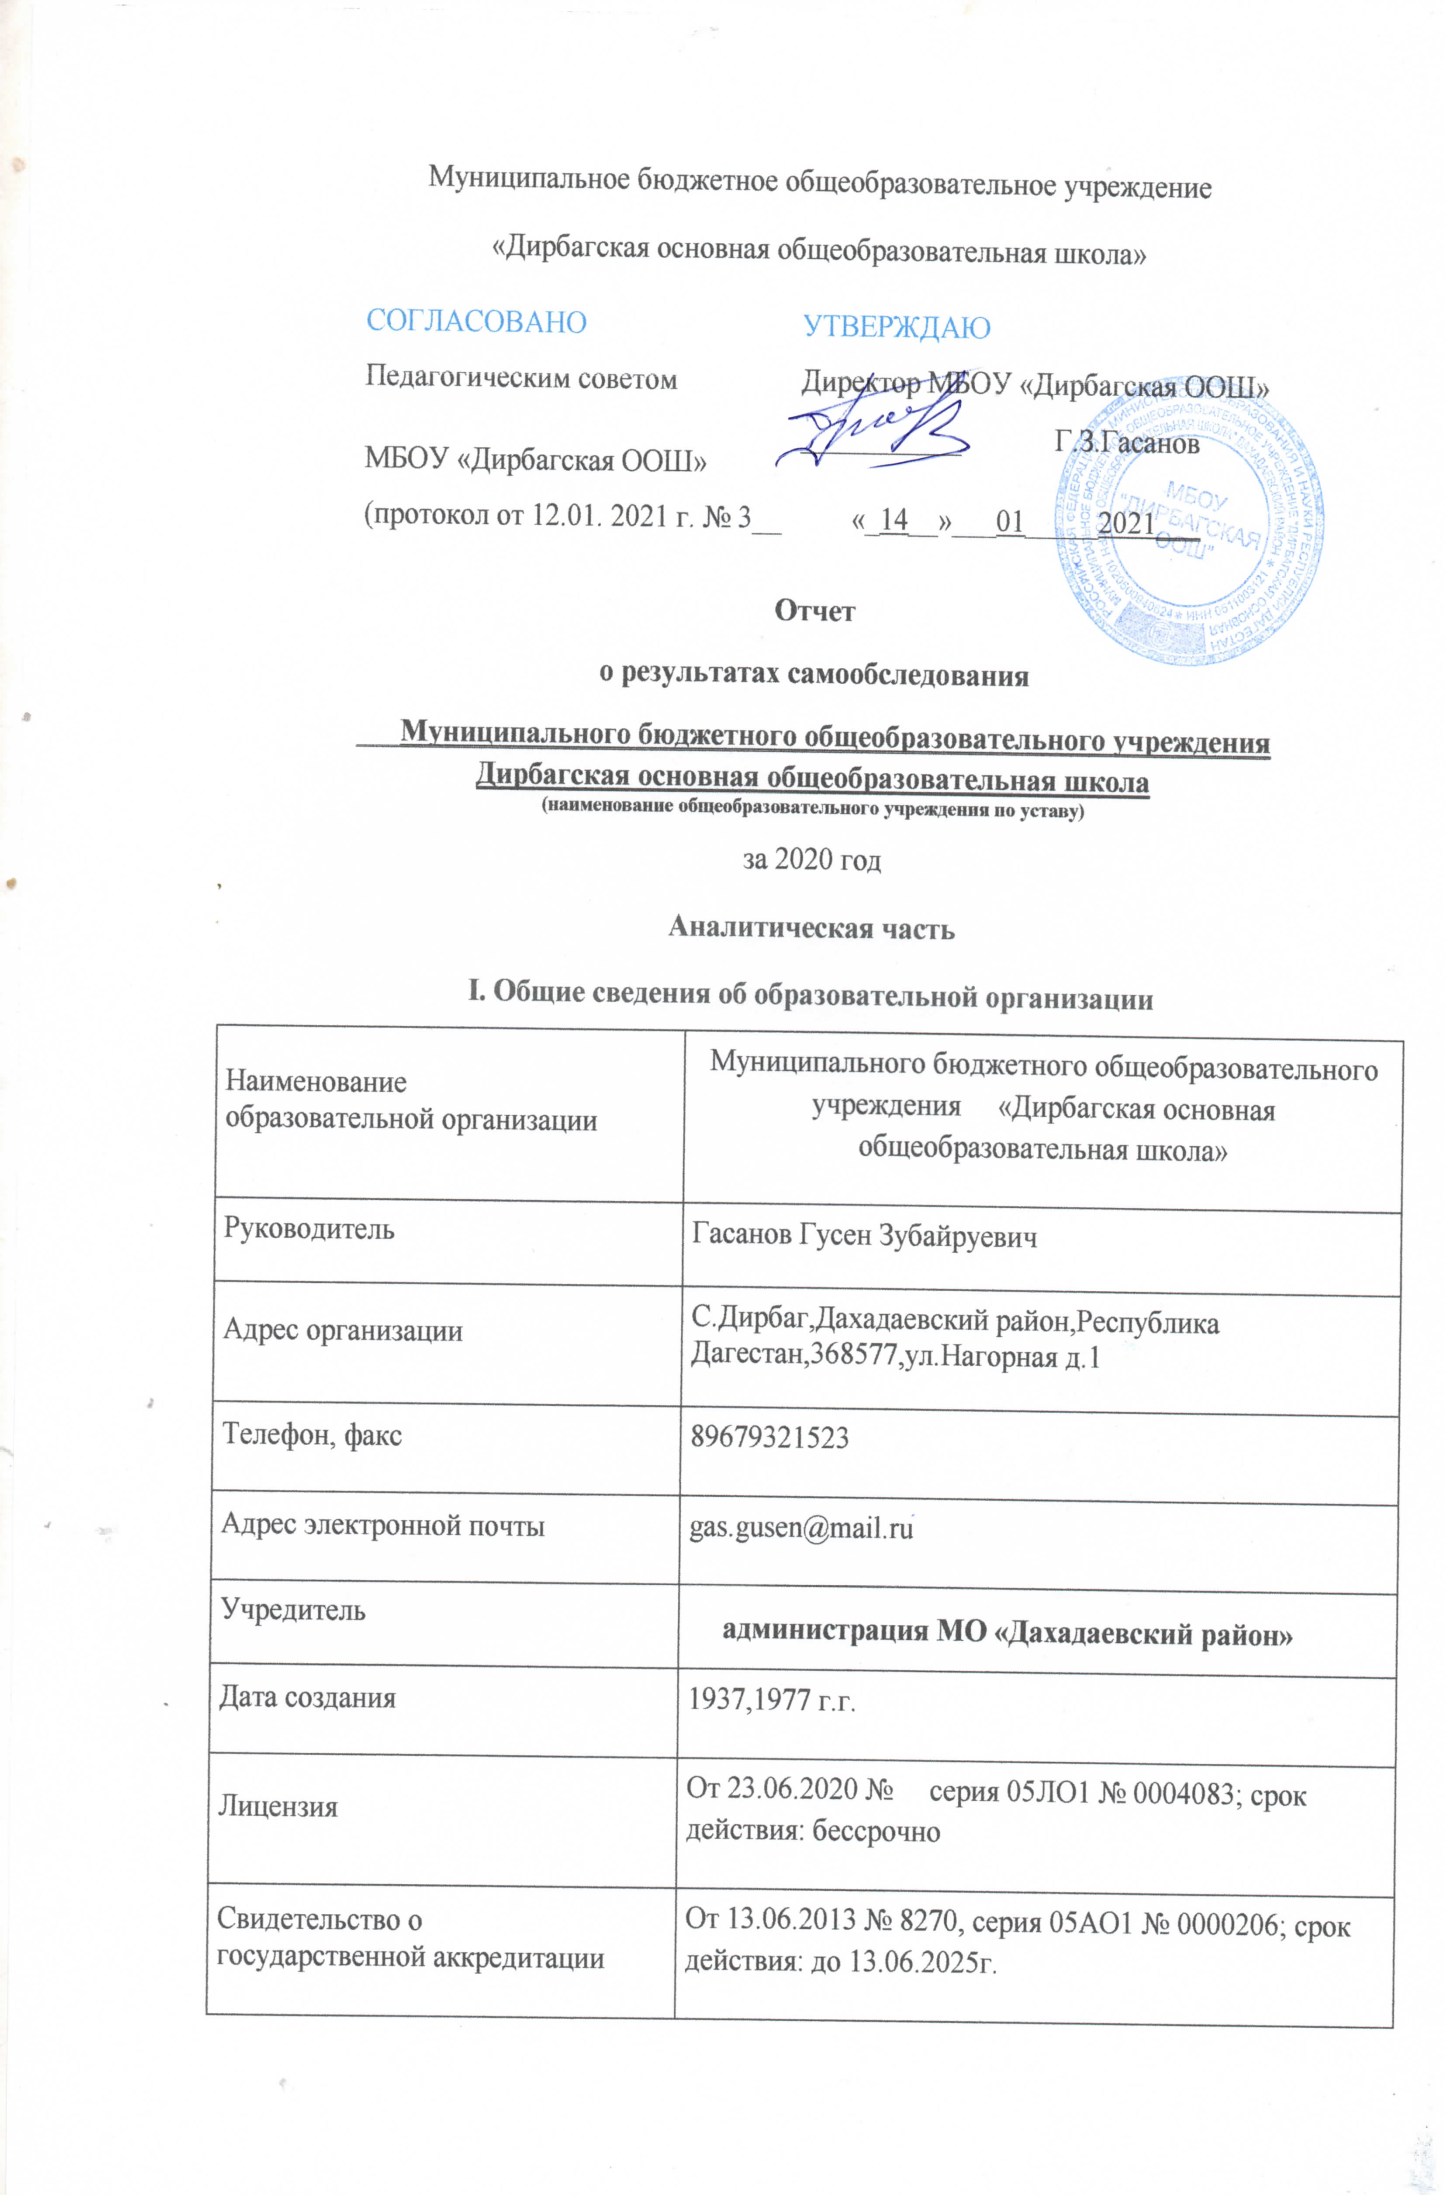 Муниципальное бюджетное общеобразовательное учреждение
«Дирбагская основная общеобразовательная школа»
СОГЛАСОВАНО
Педагогическим советом
МБОУ «Дирбагская ООШ»
(протокол от 12.01. 2021 г. № 3__
УТВЕРЖДАЮ
Директор МБОУ «Дирбагская ООШ»
Г.З.Гасанов
«_14__»___01_____2021___
МБОУ
"ДИРБАГСКАЯ
ООШ"
Отчет
о результатах самообследования
___Муниципального бюджетного общеобразовательного учреждения
Дирбагская основная общеобразовательная школа
(наименование общеобразовательного учреждения по уставу)
за 2020 год
Аналитическая часть
I. Общие сведения об образовательной организации
Наименование
образовательной организации
Муниципального бюджетного общеобразовательного
учреждения «Дирбагская основная
общеобразовательная школа»
Руководитель
Гасанов Гусен Зубайруевич
Адрес организации
С.Дирбаг,Дахадаевский район,Республика
Дагестан,368577,ул.Нагорная д.1
Телефон, факс
89679321523
Адрес электронной почты
gas.gusen@mail.ru
Учредитель
администрация МО «Дахадаевский район»
Дата создания
1937,1977 г.г.
Лицензия
От 23.06.2020 № серия 05ЛО1 № 0004083; срок
действия: бессрочно
Свидетельство о
государственной аккредитации
От 13.06.2013 № 8270, серия 05АО1 № 0000206; срок
действия: до 13.06.2025г.